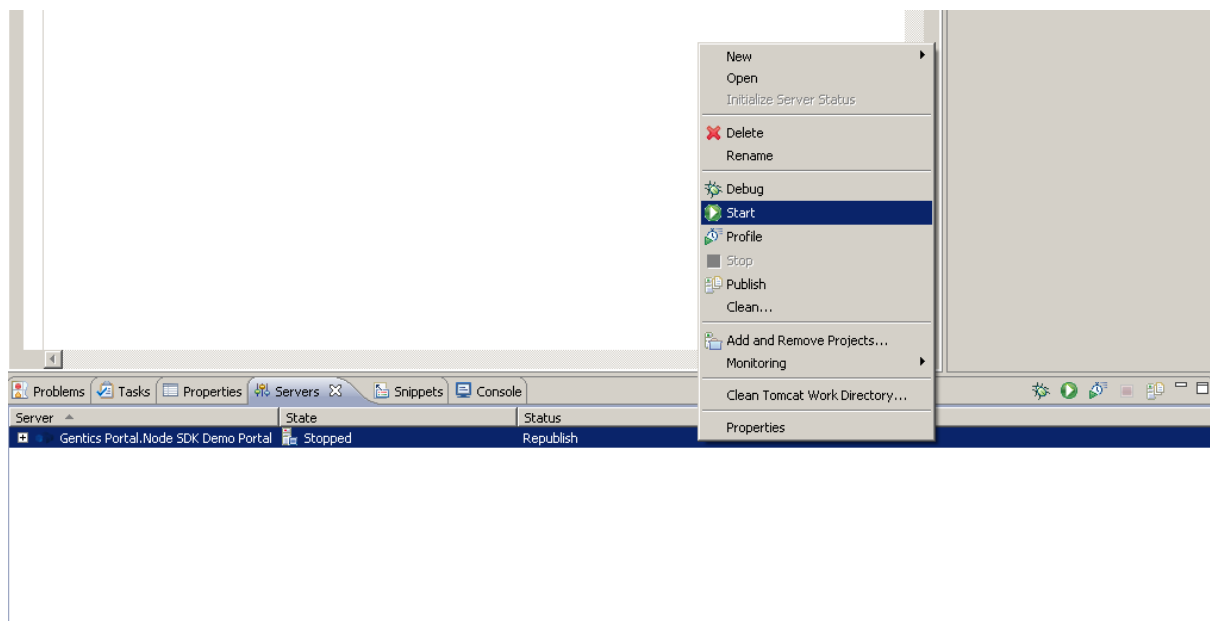 New
Open
Initialize Server Status
Delete
Rename
Debug
Start
Profile
Stop
Publish
Clean...
Add and Remove Projects...
Monitoring
Clean Tomcat Work Directory...
Properties
Problems Tasks Properties Servers Snippets Console
Server State Status
Gentics Portal.Node SDK Demo Portal Stopped Republish